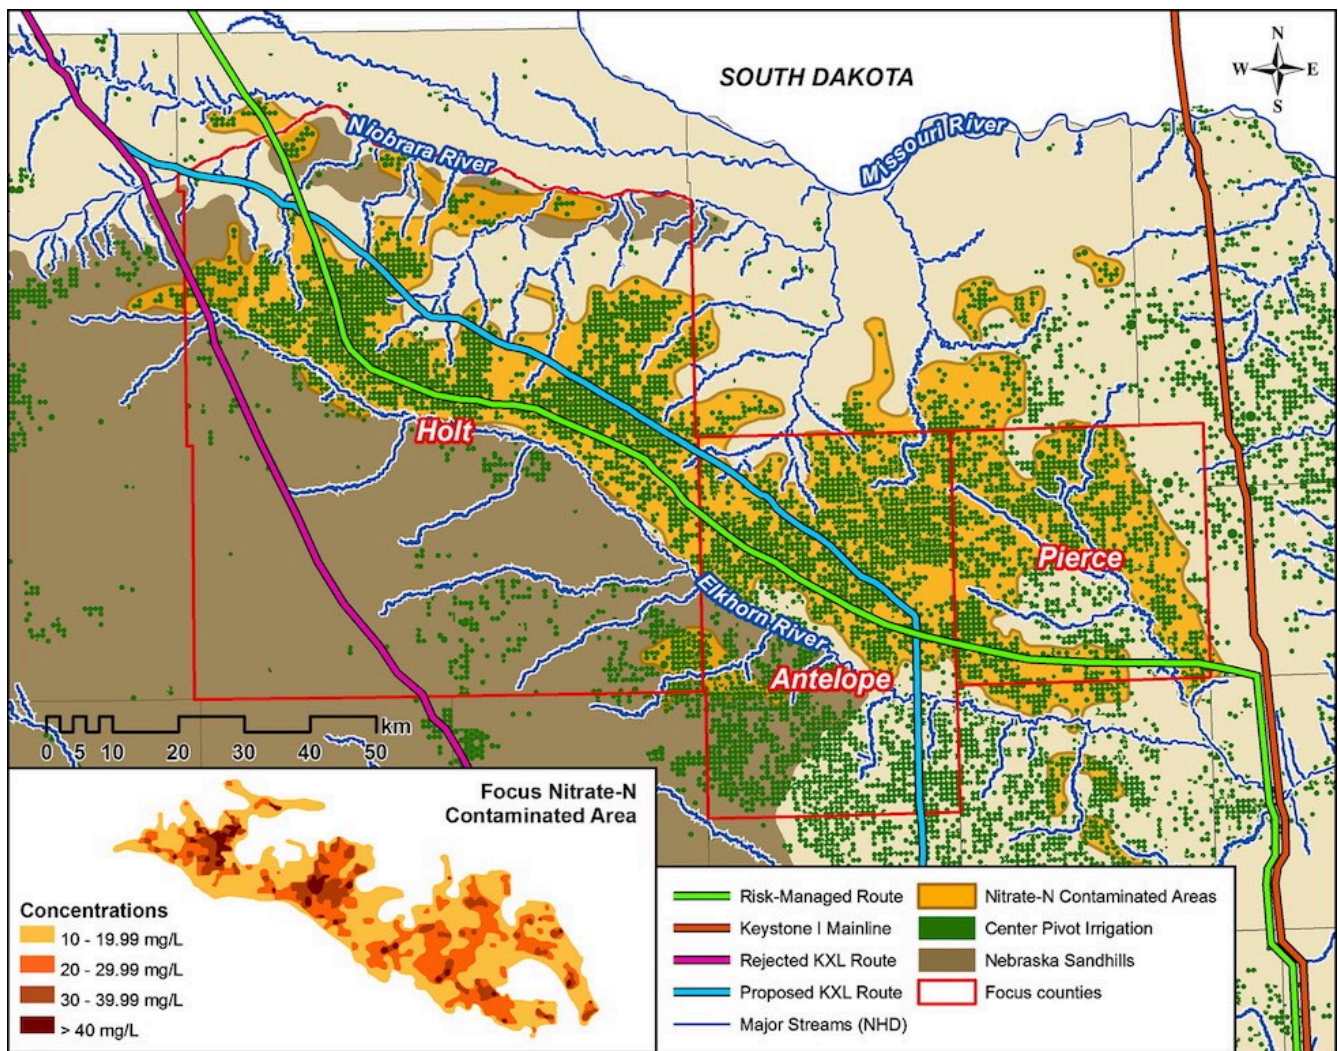 N
W E
S
SOUTH DAKOTA
Niobrara River
Missouri River
Holt
Pierce
Elkhorn River
Antelope
km
0 5 10 20 30 40 50
Focus Nitrate-N
Contaminated Area
Concentrations
10 - 19.99 mg/L
20 - 29.99 mg/L
30 - 39.99 mg/L
> 40 mg/L
Risk-Managed Route
Keystone I Mainline
Rejected KXL Route
Proposed KXL Route
Major Streams (NHD)
Nitrate-N Contaminated Areas
Center Pivot Irrigation
Nebraska Sandhills
Focus counties